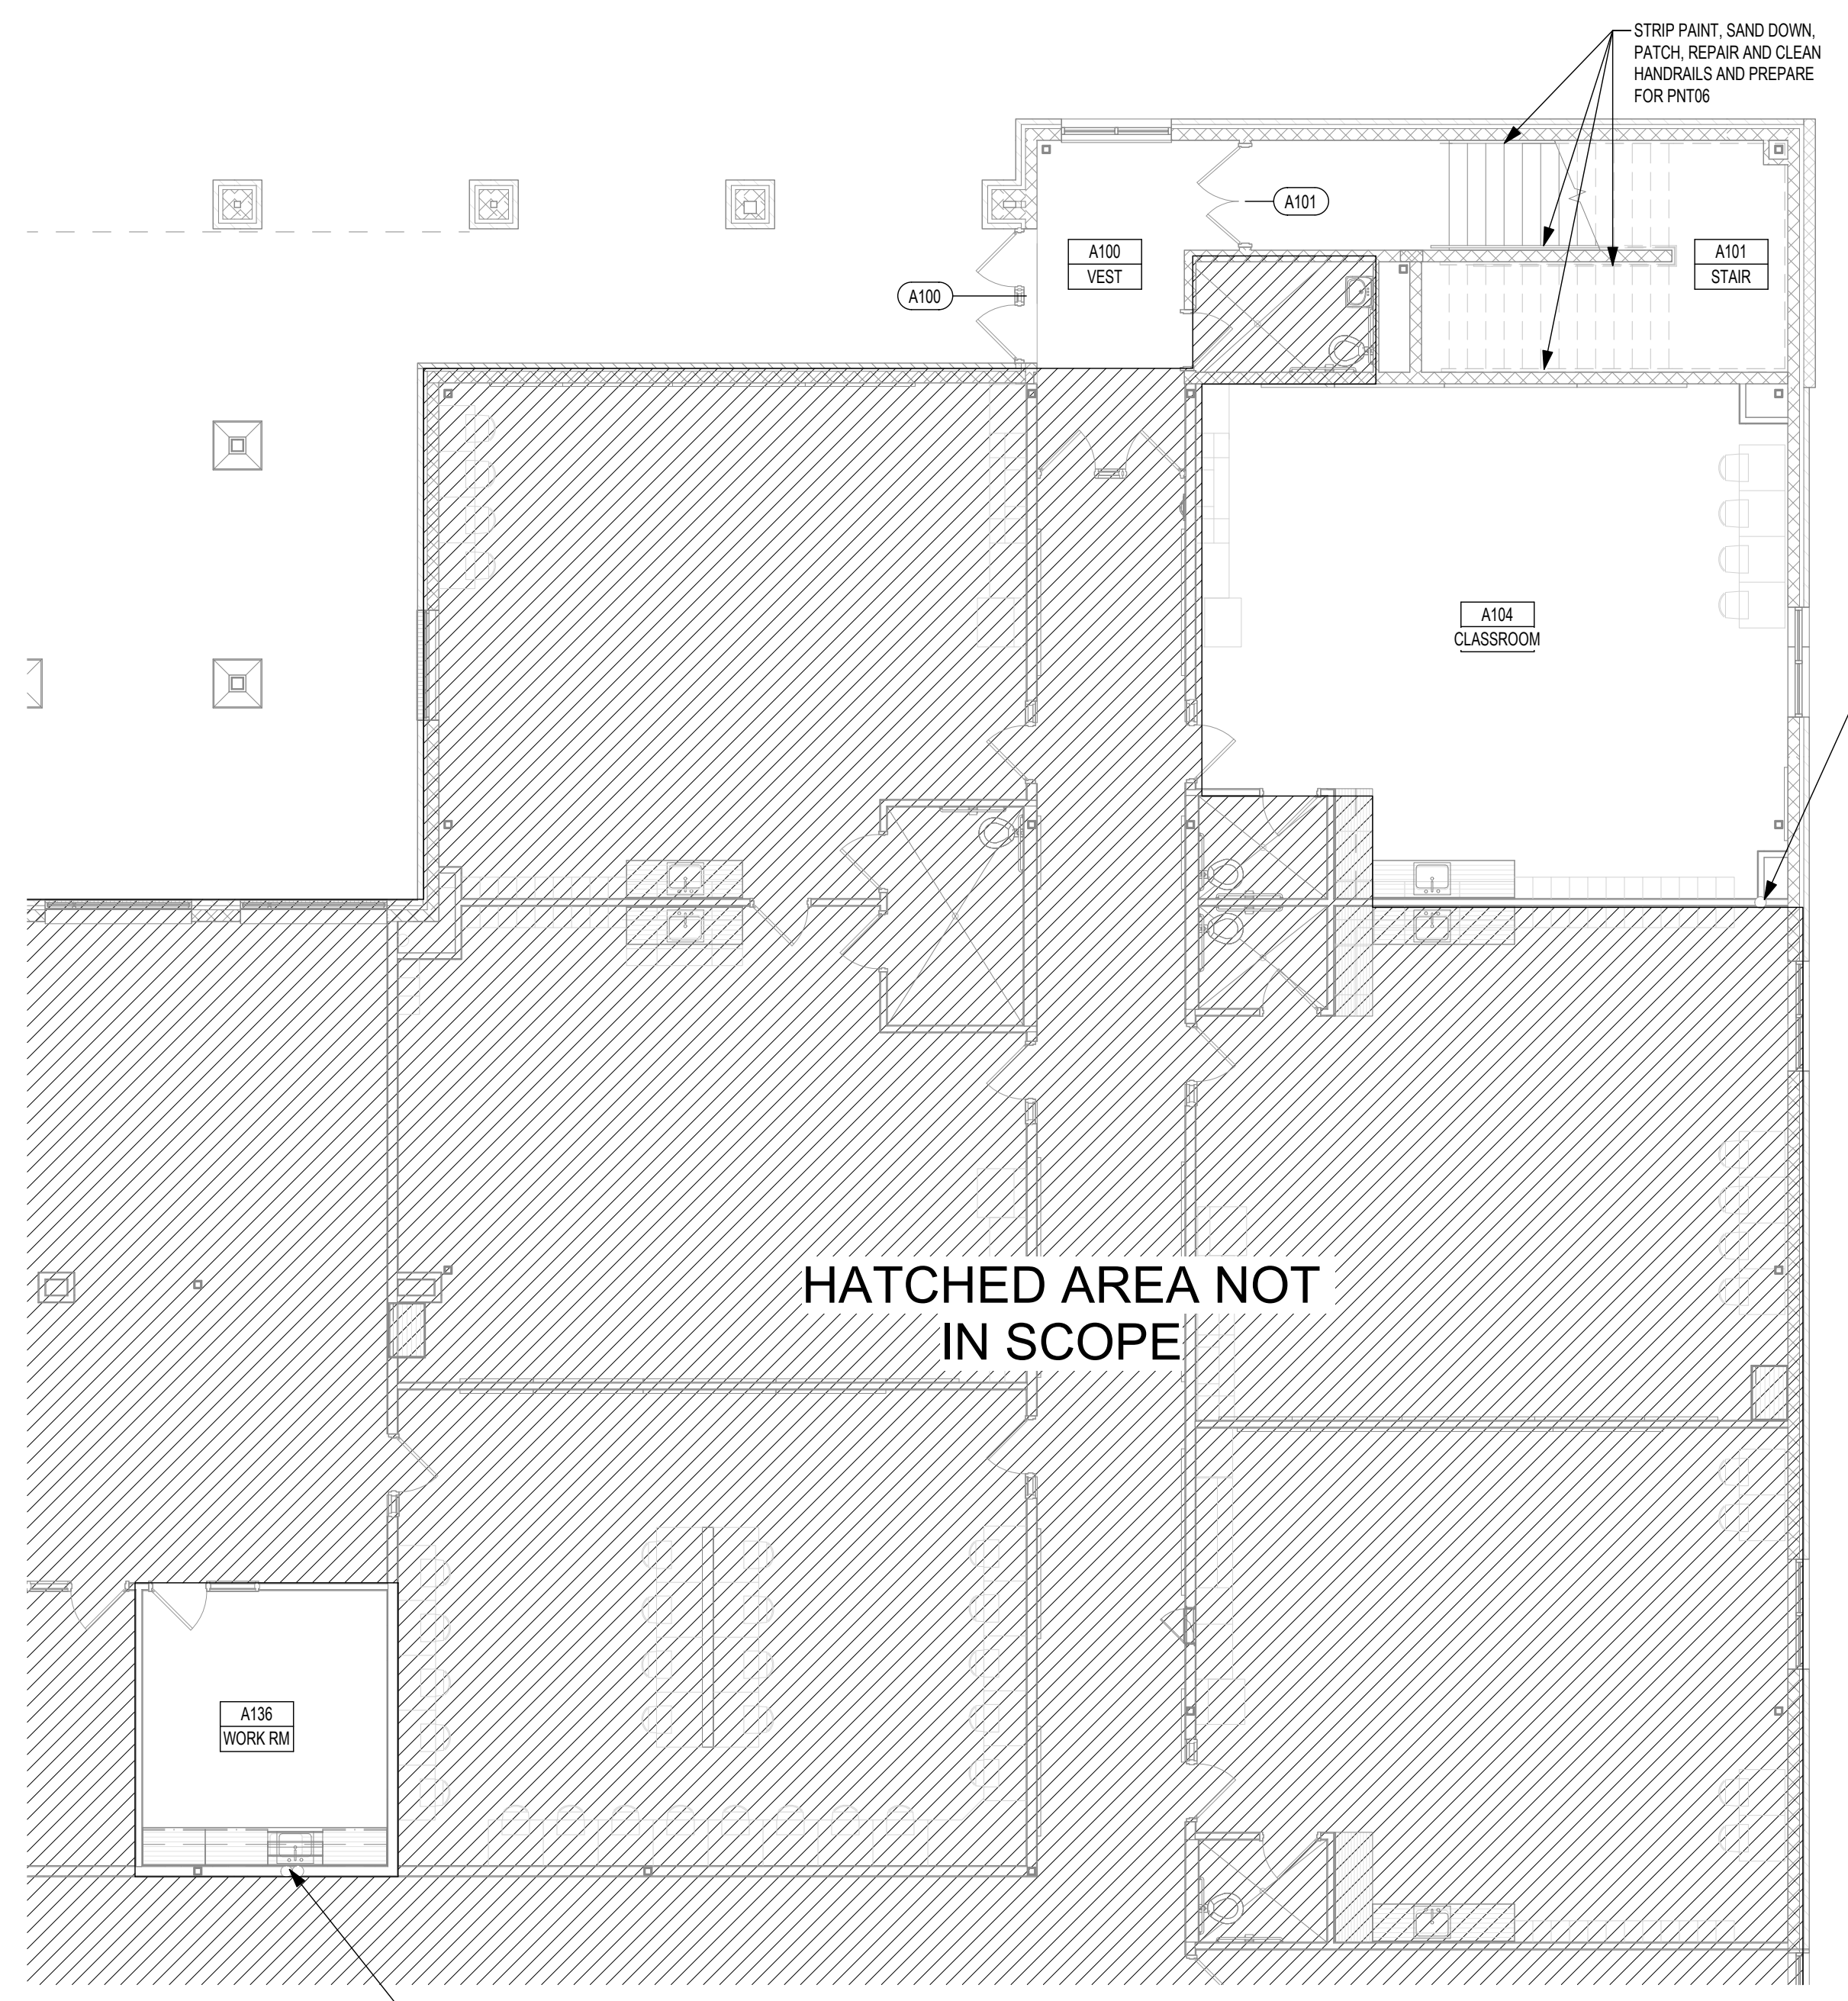 STRIP PAINT, SAND DOWN,
PATCH, REPAIR AND CLEAN
HANDRAILS AND PREPARE
FOR PNT06
A101
A100
VEST
A101
STAIR
A100
A104
CLASSROOM
HATCHED AREA NOT
IN SCOPE
A136
WORK RM